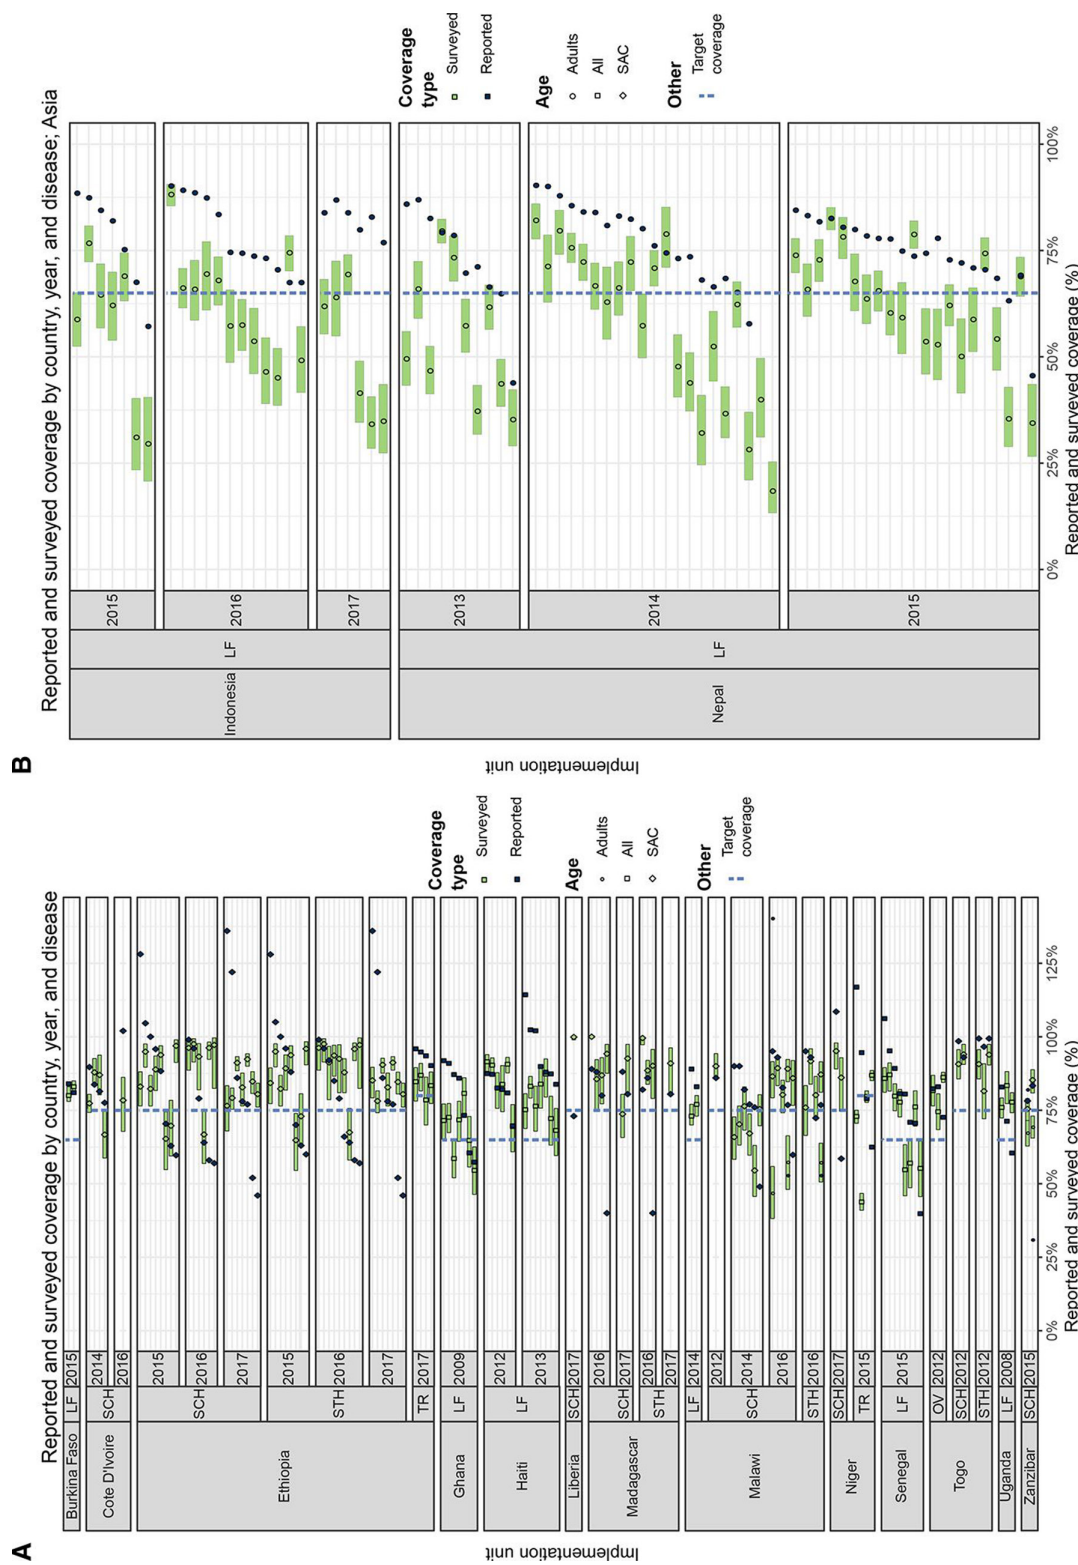 A
Reported and surveyed coverage by country, year, and disease
Burkina Faso LF 2015
Cote D'Ivoire SCH 2014
2016
Ethiopia SCH 2015
2016
2017
STH 2015
2016
2017
TR 2017
Ghana LF 2009
Haiti LF 2012
2013
Liberia SCH 2017
Madagascar SCH 2016
2017
STH 2016
2017
Malawi LF 2014
SCH 2012
2014
2016
STH 2016
Niger SCH 2017
TR 2015
Senegal LF 2015
Togo OV 2012
SCH 2012
STH 2012
Uganda LF 2008
Zanzibar SCH 2015
Implementation unit
0% 25% 50% 75% 100% 125%
Reported and surveyed coverage (%)
Coverage
type
Surveyed
Reported
Age
Adults
All
SAC
Other
Target
coverage
B
Reported and surveyed coverage by country, year, and disease; Asia
Indonesia LF 2015
2016
2017
Nepal LF 2013
2014
2015
Implementation unit
0% 25% 50% 75% 100%
Reported and surveyed coverage (%)
Coverage
type
Surveyed
Reported
Age
Adults
All
SAC
Other
Target
coverage